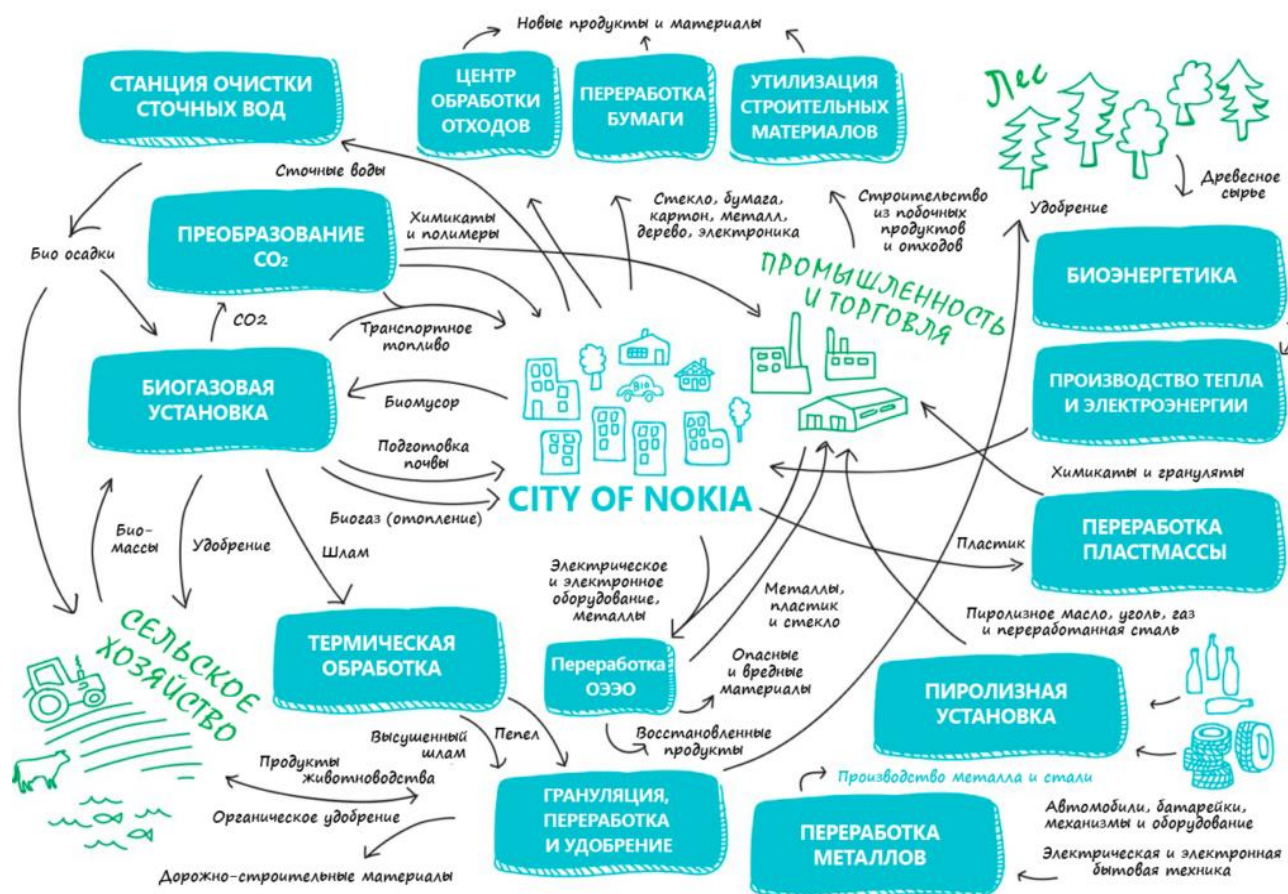 Новые продукты и материалы
СТАНЦИЯ ОЧИСТКИ
СТОЧНЫХ ВОД
ЦЕНТР
ОБРАБОТКИ
ОТХОДОВ
ПЕРЕРАБОТКА
БУМАГИ
УТИЛИЗАЦИЯ
СТРОИТЕЛЬНЫХ
МАТЕРИАЛОВ
Лес
Сточные воды
Древесное
сырье
Стекло, бумага,
картон, металл,
дерево, электроника
Строительство
из побочных
продуктов
и отходов
Удобрение
Химикаты
и полимеры
ПРЕОБРАЗОВАНИЕ
CO₂
Био осадки
БИОЭНЕРГЕТИКА
ПРОМЫШЛЕННОСТЬ
И ТОРГОВЛЯ
CO2
Транспортное
топливо
БИОГАЗОВАЯ
УСТАНОВКА
Биомусор
BIO
ПРОИЗВОДСТВО ТЕПЛА
И ЭЛЕКТРОЭНЕРГИИ
Подготовка
почвы
Химикаты и грануляты
CITY OF NOKIA
Биогаз (отопление)
Био-
массы
Удобрение
Шлам
Пластик
ПЕРЕРАБОТКА
ПЛАСТМАССЫ
Электрическое
и электронное
оборудование,
металлы
Металлы,
пластик
и стекло
Пиролизное масло, уголь, газ
и переработанная сталь
СЕЛЬСКОЕ
ХОЗЯЙСТВО
ТЕРМИЧЕСКАЯ
ОБРАБОТКА
Переработка
ОЭЭО
Опасные
и вредные
материалы
ПИРОЛИЗНАЯ
УСТАНОВКА
Высушенный
шлам
Пепел
Восстановленные
продукты
Продукты
животноводства
Органическое удобрение
ГРАНУЛЯЦИЯ,
ПЕРЕРАБОТКА
И УДОБРЕНИЕ
Производство металла и стали
ПЕРЕРАБОТКА
МЕТАЛЛОВ
Автомобили, батарейки,
механизмы и оборудование
Электрическая и электронная
бытовая техника
Дорожно-строительные материалы